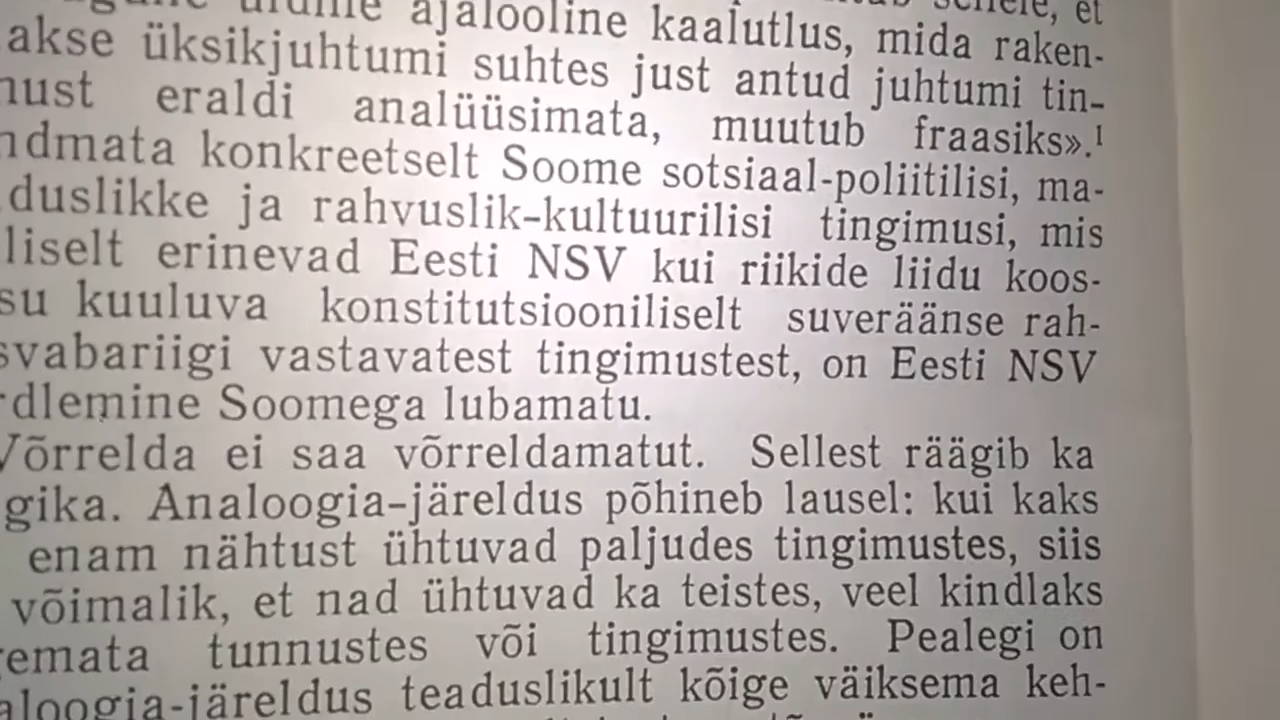 üldine ajalooline kaalutlus, mida raken-
akse üksikjuhtumi suhtes just antud juhtumi tin-
must eraldi analüüsimata, muutub fraasiks».¹
ndmata konkreetselt Soome sotsiaal-poliitilisi, ma-
duslikke ja rahvuslik-kultuurilisi tingimusi, mis
liselt erinevad Eesti NSV kui riikide liidu koos-
su kuuluva konstitutsiooniliselt suveräänse rah-
svabariigi vastavatest tingimustest, on Eesti NSV
rdlemine Soomega lubamatu.
Võrrelda ei saa võrreldamatut. Sellest räägib ka
gika. Analoogia-järeldus põhineb lausel: kui kaks
enam nähtust ühtuvad paljudes tingimustes, siis
võimalik, et nad ühtuvad ka teistes, veel kindlaks
emata tunnustes või tingimustes. Pealegi on
aloogia-järeldus teaduslikult kõige väiksema keh-